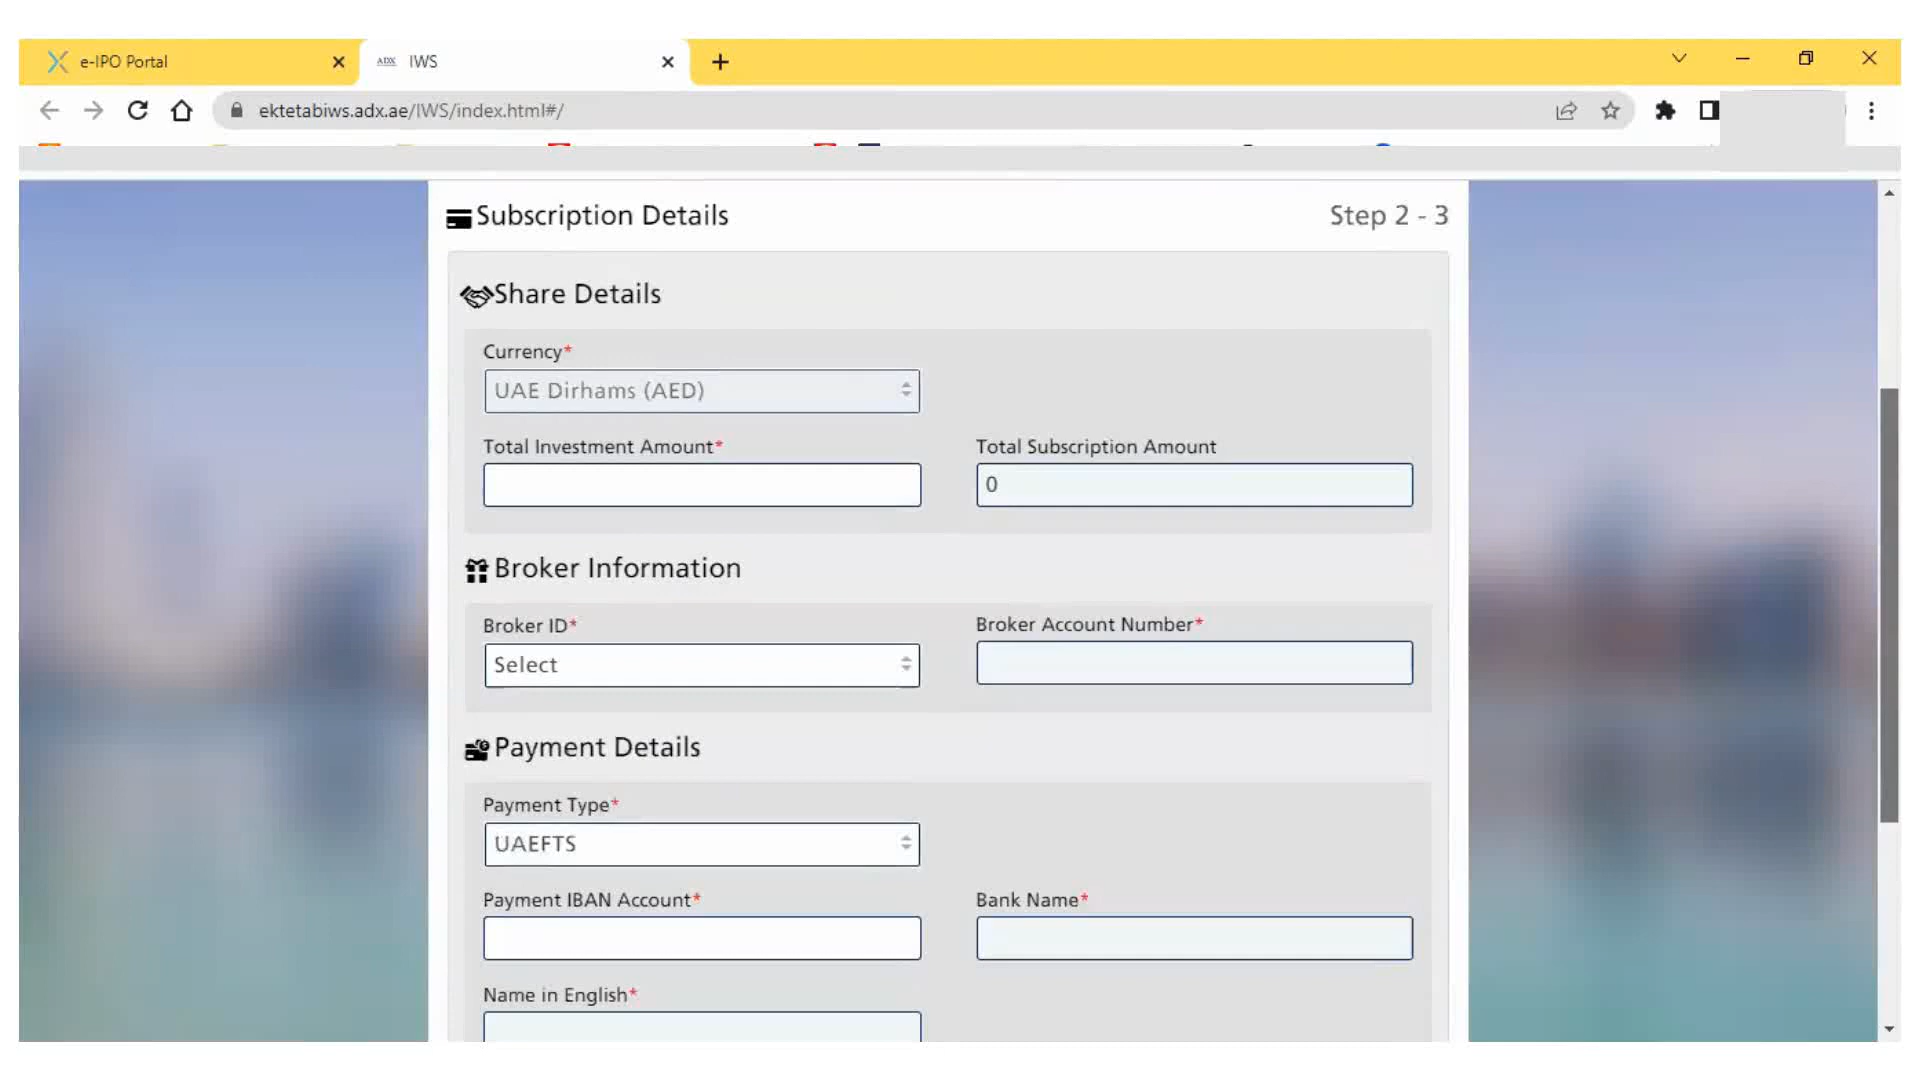 e-IPO Portal
ADX IWS
ektetabiws.adx.ae/IWS/index.html#/
Subscription Details
Step 2 - 3
Share Details
Currency*
UAE Dirhams (AED)
Total Investment Amount*
Total Subscription Amount
0
Broker Information
Broker ID*
Broker Account Number*
Select
Payment Details
Payment Type*
UAEFTS
Payment IBAN Account*
Bank Name*
Name in English*